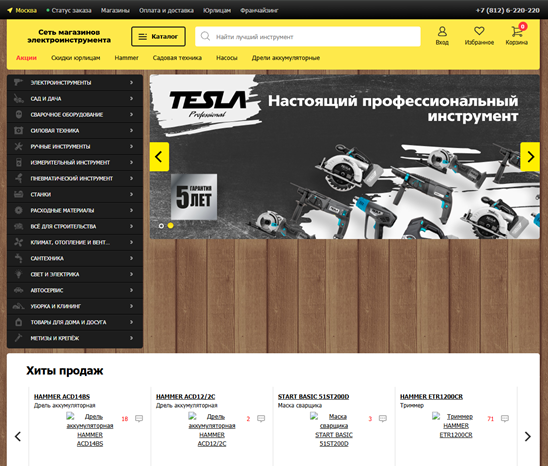 Москва Статус заказа Магазины Оплата и доставка Юрлицам Франчайзинг +7 (812) 6-220-220
Сеть магазинов
электроинструмента
Каталог
Найти лучший инструмент
Вход Избранное Корзина
0
Акции Скидки юрлицам Hammer Садовая техника Насосы Дрели аккумуляторные
ЭЛЕКТРОИНСТРУМЕНТЫ
САД И ДАЧА
СВАРОЧНОЕ ОБОРУДОВАНИЕ
СИЛОВАЯ ТЕХНИКА
РУЧНЫЕ ИНСТРУМЕНТЫ
ИЗМЕРИТЕЛЬНЫЙ ИНСТРУМЕНТ
ПНЕВМАТИЧЕСКИЙ ИНСТРУМЕНТ
СТАНКИ
РАСХОДНЫЕ МАТЕРИАЛЫ
ВСЁ ДЛЯ СТРОИТЕЛЬСТВА
КЛИМАТ, ОТОПЛЕНИЕ И ВЕНТ...
САНТЕХНИКА
СВЕТ И ЭЛЕКТРИКА
АВТОСЕРВИС
УБОРКА И КЛИНИНГ
ТОВАРЫ ДЛЯ ДОМА И ДОСУГА
МЕТИЗЫ И КРЕПЁЖ
TESLA
Professional
Настоящий профессиональный
инструмент
5 ГАРАНТИЯ
ЛЕТ
Хиты продаж
HAMMER ACD14BS
Дрель аккумуляторная
Дрель
аккумуляторная
HAMMER
ACD14BS
18
HAMMER ACD12/2C
Дрель аккумуляторная
Дрель
аккумуляторная
HAMMER
ACD12/2C
2
START BASIC 51ST200D
Маска сварщика
Маска
сварщика
START BASIC
51ST200D
3
HAMMER ETR1200CR
Триммер
Триммер
HAMMER
ETR1200CR
71